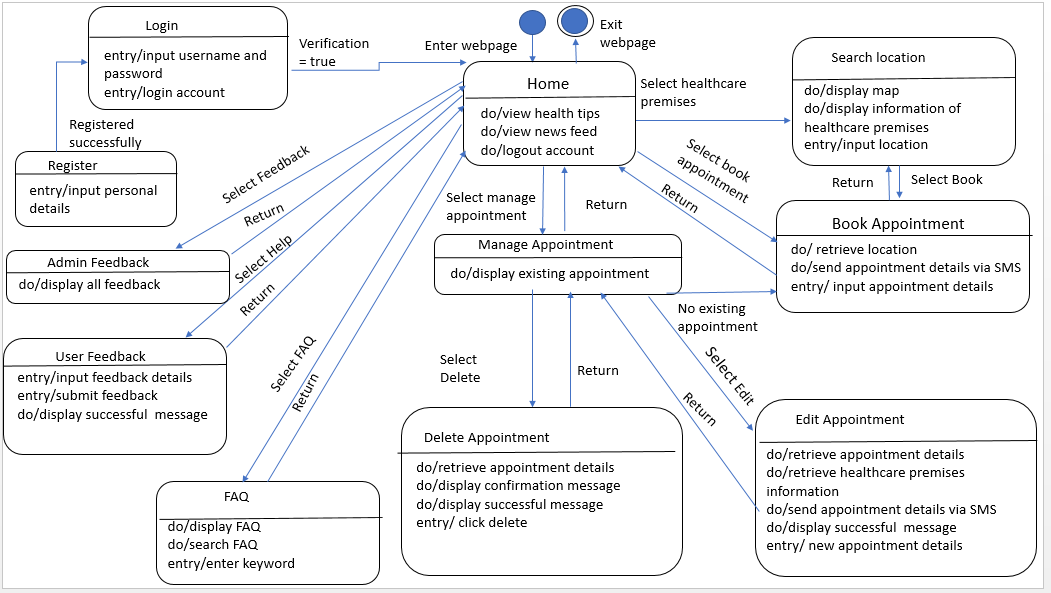 Login
entry/input username and
password
entry/login account
Verification
= true
Enter webpage
Exit
webpage
Home
do/view health tips
do/view news feed
do/logout account
Select healthcare
premises
Search location
do/display map
do/display information of
healthcare premises
entry/input location
Registered
successfully
Register
entry/input personal
details
Select Feedback
Return
Select Help
Return
Select manage
appointment
Return
Select book
appointment
Return
Return
Select Book
Book Appointment
do/ retrieve location
do/send appointment details via SMS
entry/ input appointment details
Admin Feedback
do/display all feedback
Manage Appointment
do/display existing appointment
No existing
appointment
User Feedback
entry/input feedback details
entry/submit feedback
do/display successful  message
Select FAQ
Return
Select
Delete
Return
Select Edit
Return
FAQ
do/display FAQ
do/search FAQ
entry/enter keyword
Delete Appointment
do/retrieve appointment details
do/display confirmation message
do/display successful message
entry/ click delete
Edit Appointment
do/retrieve appointment details
do/retrieve healthcare premises
information
do/send appointment details via SMS
do/display successful  message
entry/ new appointment details